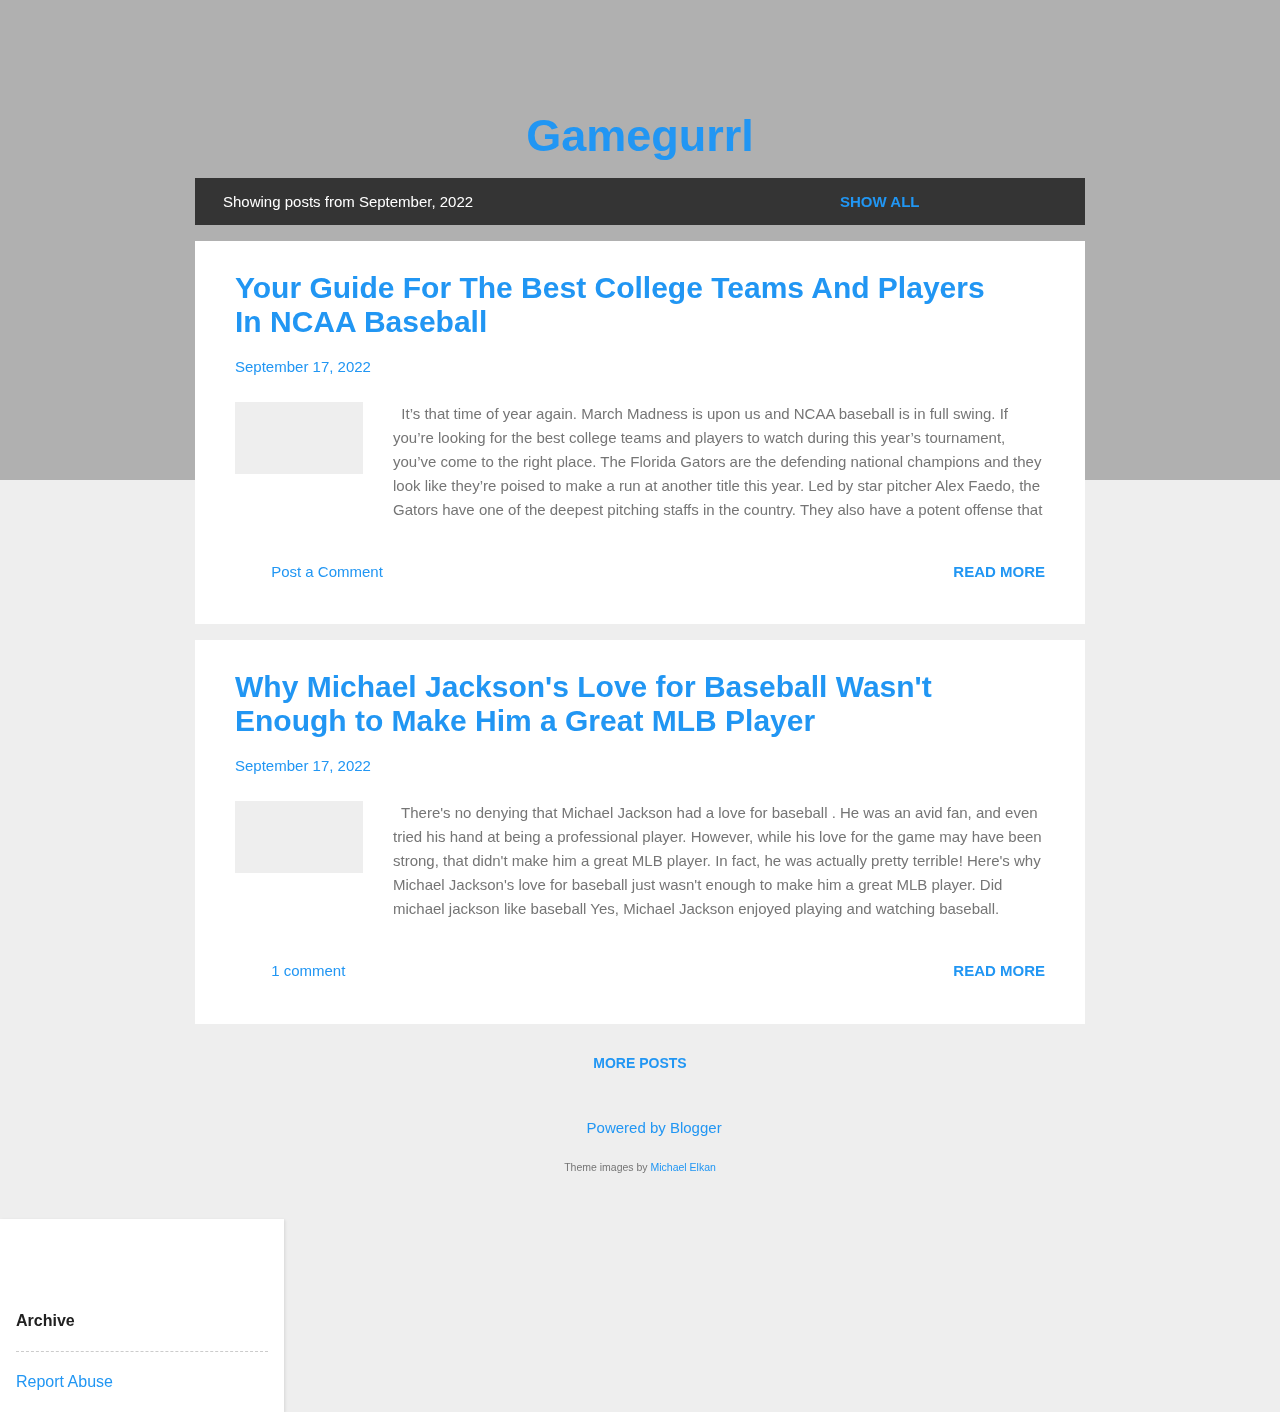 Gamegurrl
Showing posts from September, 2022
SHOW ALL
Your Guide For The Best College Teams And Players
In NCAA Baseball
September 17, 2022
It’s that time of year again. March Madness is upon us and NCAA baseball is in full swing. If
you’re looking for the best college teams and players to watch during this year’s tournament,
you’ve come to the right place. The Florida Gators are the defending national champions and they
look like they’re poised to make a run at another title this year. Led by star pitcher Alex Faedo, the
Gators have one of the deepest pitching staffs in the country. They also have a potent offense that
Post a Comment
READ MORE
Why Michael Jackson's Love for Baseball Wasn't
Enough to Make Him a Great MLB Player
September 17, 2022
There's no denying that Michael Jackson had a love for baseball . He was an avid fan, and even
tried his hand at being a professional player. However, while his love for the game may have been
strong, that didn't make him a great MLB player. In fact, he was actually pretty terrible! Here's why
Michael Jackson's love for baseball just wasn't enough to make him a great MLB player. Did
michael jackson like baseball Yes, Michael Jackson enjoyed playing and watching baseball.
1 comment
READ MORE
MORE POSTS
Powered by Blogger
Theme images by Michael Elkan
Archive
Report Abuse